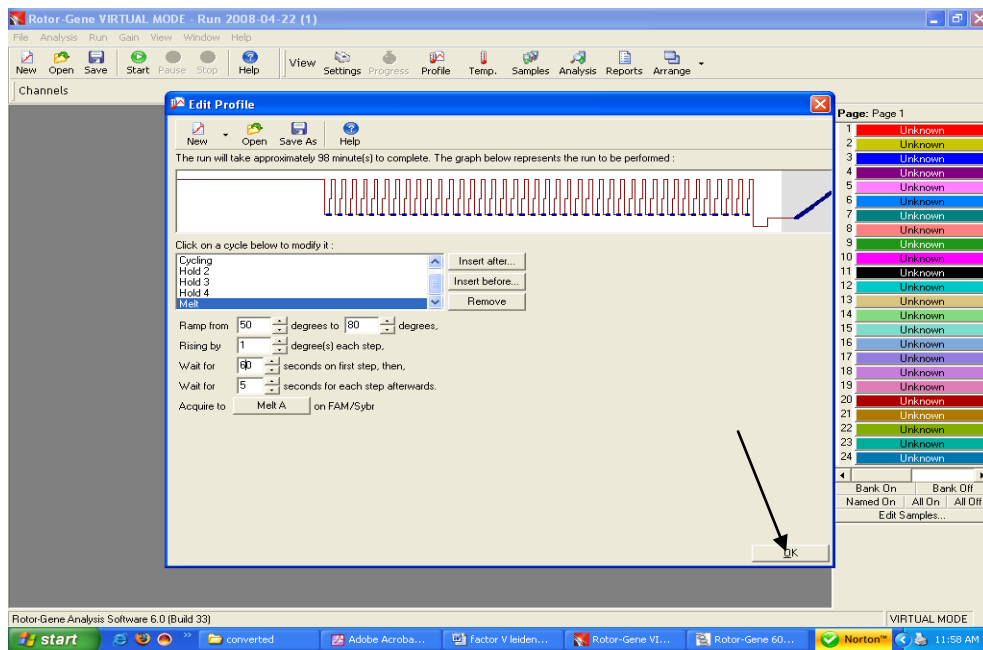 Rotor-Gene VIRTUAL MODE - Run 2008-04-22 (1)
File Analysis Run Gain View Window Help
New Open Save Start Pause Stop Help View Settings Progress Profile Temp. Samples Analysis Reports Arrange
Channels
Edit Profile
New Open Save As Help
The run will take approximately 98 minute(s) to complete. The graph below represents the run to be performed :
Click on a cycle below to modify it :
Cycling
Hold 2
Hold 3
Hold 4
Melt
Insert after...
Insert before...
Remove
Ramp from 50 degrees to 80 degrees,
Rising by 1 degree(s) each step,
Wait for 60 seconds on first step, then,
Wait for 5 seconds for each step afterwards.
Acquire to Melt A on FAM/Sybr
OK
Page: Page 1
1 Unknown
2 Unknown
3 Unknown
4 Unknown
5 Unknown
6 Unknown
7 Unknown
8 Unknown
9 Unknown
10 Unknown
11 Unknown
12 Unknown
13 Unknown
14 Unknown
15 Unknown
16 Unknown
17 Unknown
18 Unknown
19 Unknown
20 Unknown
21 Unknown
22 Unknown
23 Unknown
24 Unknown
Bank On Bank Off
Named On All On All Off
Edit Samples...
Rotor-Gene Analysis Software 6.0 (Build 33) VIRTUAL MODE
start converted Adobe Acroba... factor V leiden... Rotor-Gene VI... Rotor-Gene 60... Norton™ 11:58 AM